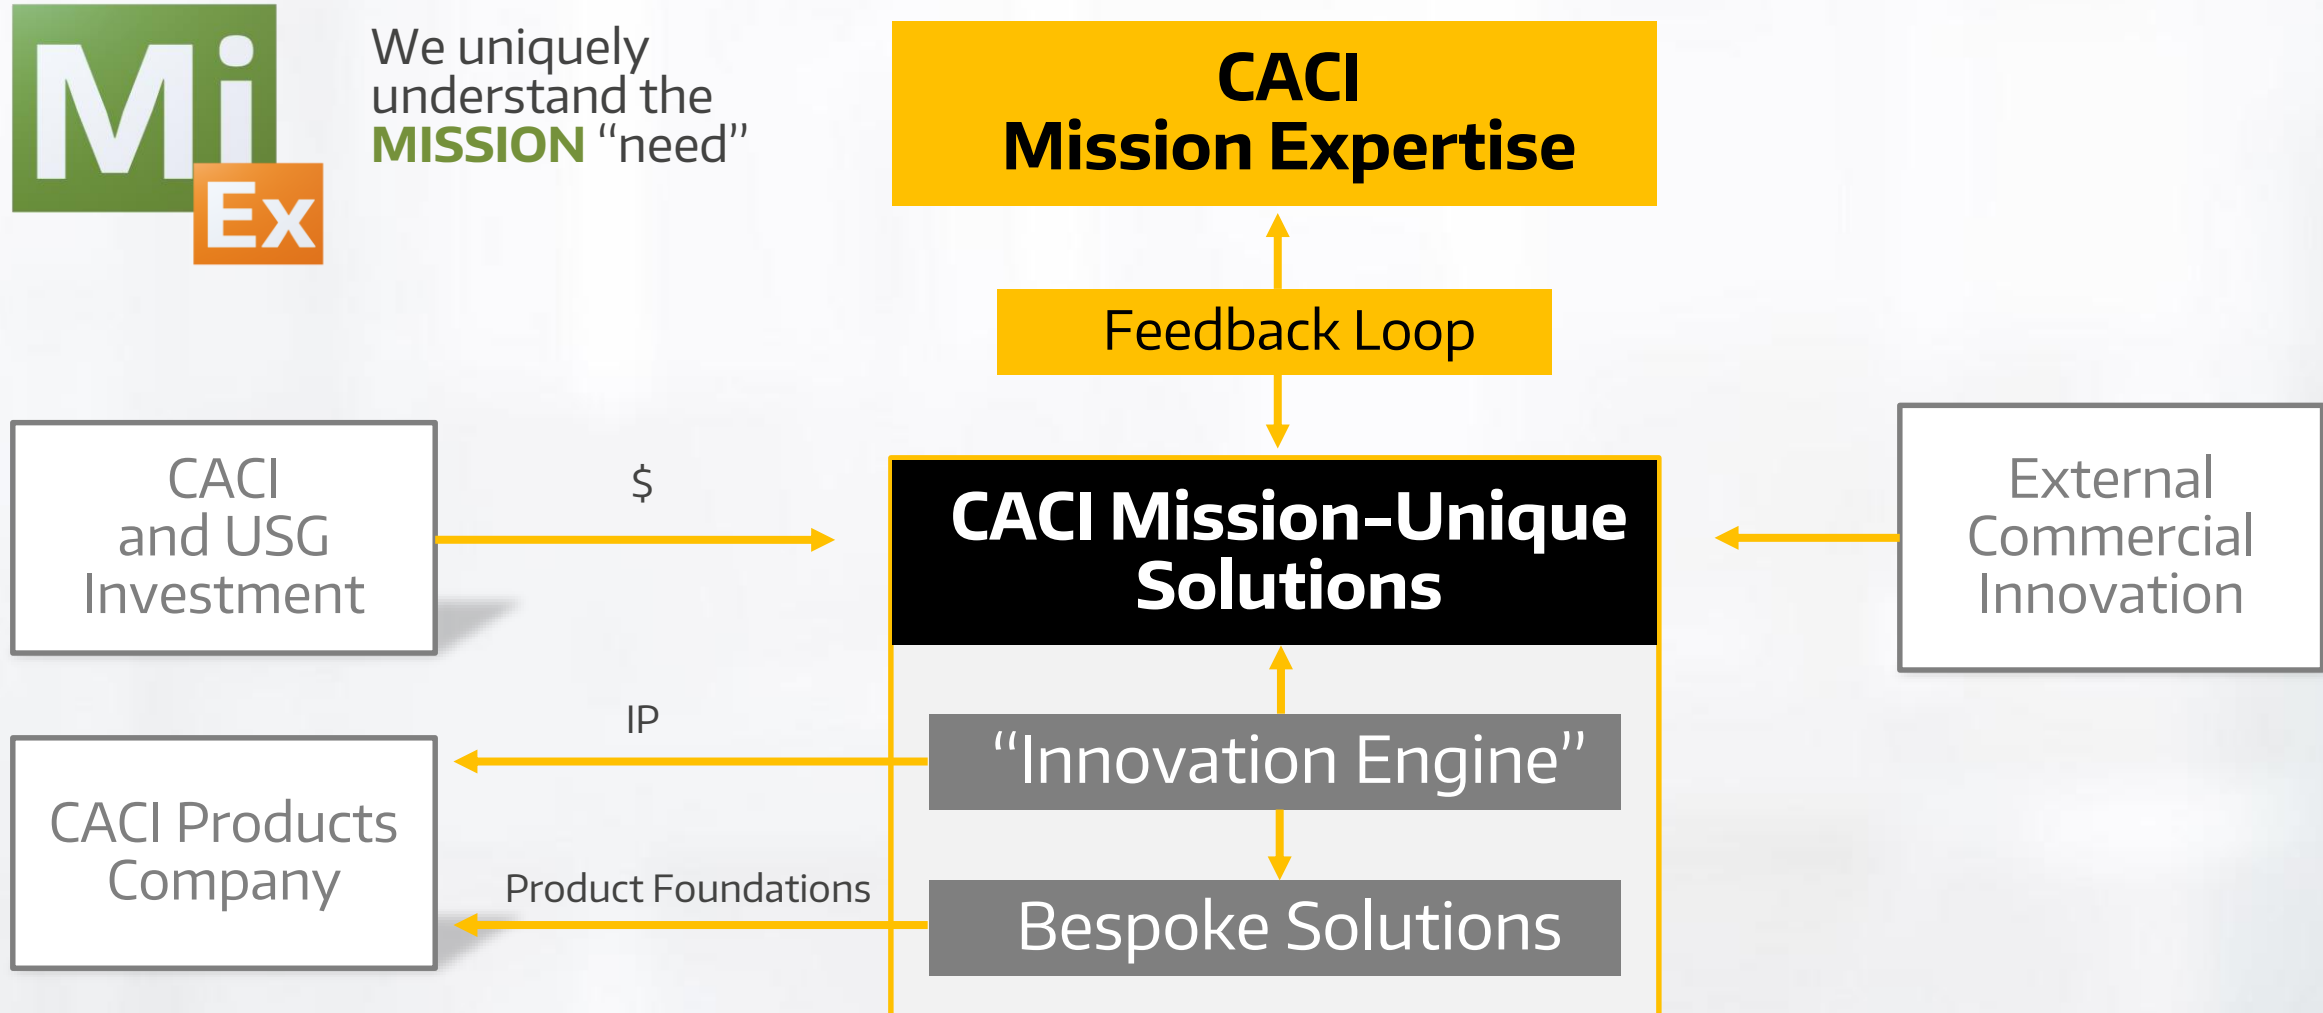 Mi
Ex
We uniquely
understand the
MISSION “need”
CACI
Mission Expertise
Feedback Loop
CACI
and USG
Investment
$
CACI Mission-Unique
Solutions
External
Commercial
Innovation
IP
“Innovation Engine”
CACI Products
Company
Product Foundations
Bespoke Solutions